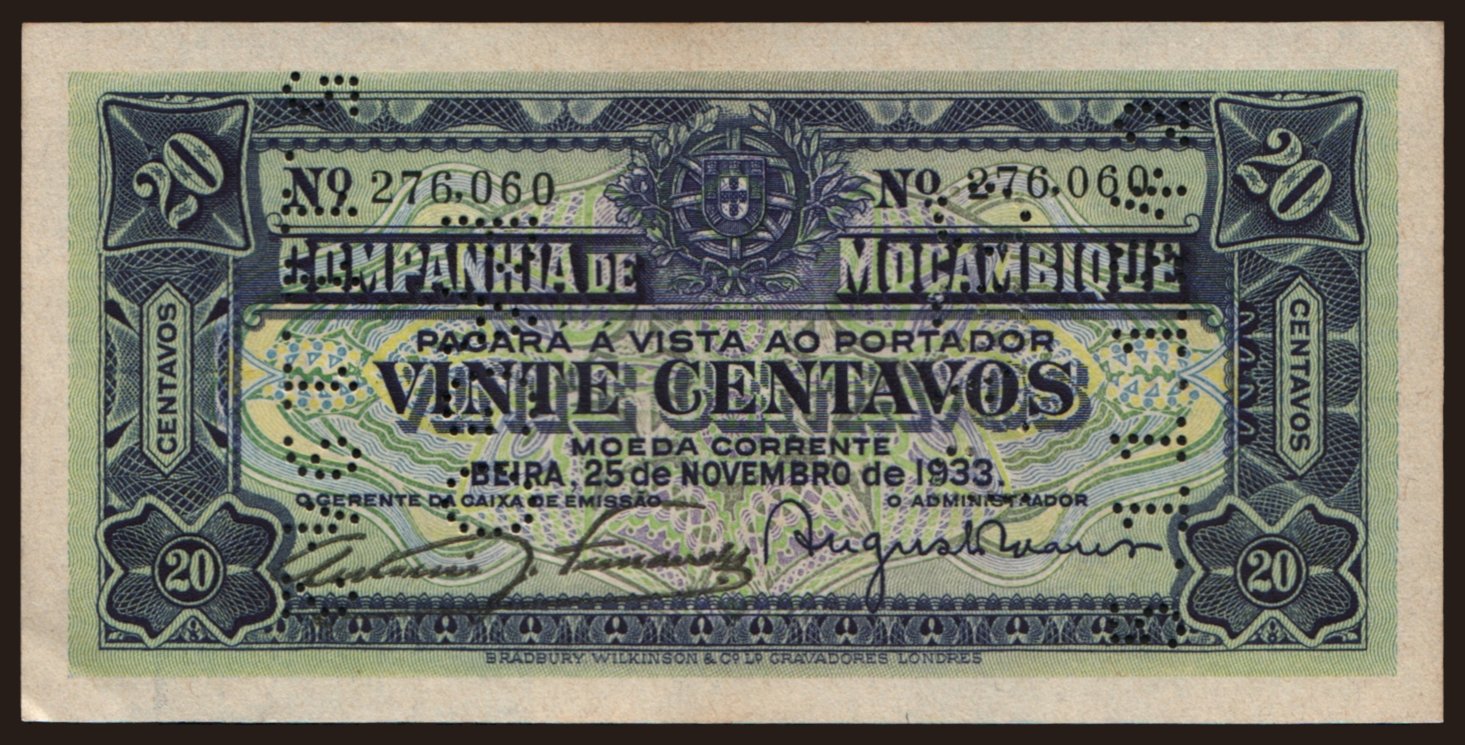 20 20
Nº 276,060 Nº 276,060
COMPANHIA DE MOÇAMBIQUE
PAGARÁ Á VISTA AO PORTADOR
CENTAVOS VINTE CENTAVOS CENTAVOS
MOEDA CORRENTE
BEIRA, 25 de NOVEMBRO de 1933.
O GERENTE DA CAIXA DE EMISSÃO O ADMINISTRADOR
20 20
BRADBURY, WILKINSON & Cº Lº GRAVADORES LONDRES